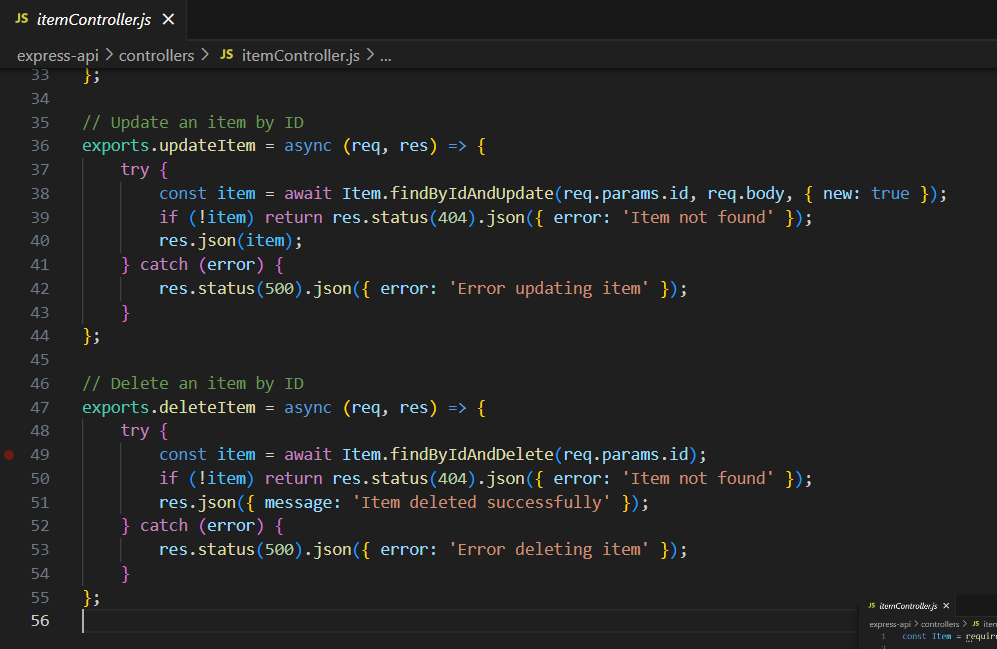 JS itemController.js ×
express-api > controllers > JS itemController.js > ...
33 };
34
35 // Update an item by ID
36 exports.updateItem = async (req, res) => {
37     try {
38         const item = await Item.findByIdAndUpdate(req.params.id, req.body, { new: true });
39         if (!item) return res.status(404).json({ error: 'Item not found' });
40         res.json(item);
41     } catch (error) {
42         res.status(500).json({ error: 'Error updating item' });
43     }
44 };
45
46 // Delete an item by ID
47 exports.deleteItem = async (req, res) => {
48     try {
49         const item = await Item.findByIdAndDelete(req.params.id);
50         if (!item) return res.status(404).json({ error: 'Item not found' });
51         res.json({ message: 'Item deleted successfully' });
52     } catch (error) {
53         res.status(500).json({ error: 'Error deleting item' });
54     }
55 };
56
JS itemController.js ×
express-api > controllers > JS item
1 const Item = require